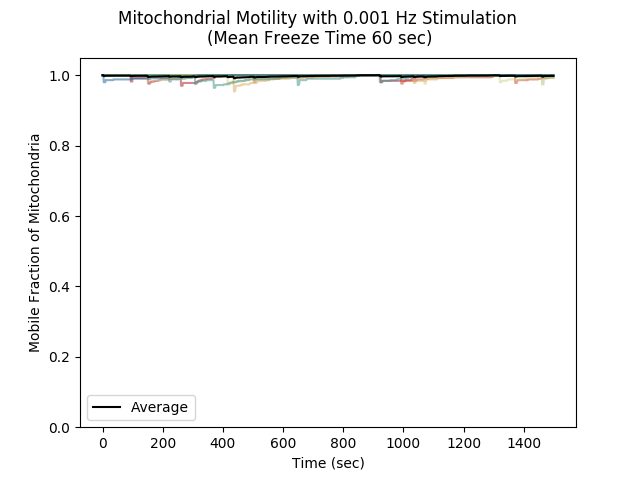 Mitochondrial Motility with 0.001 Hz Stimulation
(Mean Freeze Time 60 sec)
Mobile Fraction of Mitochondria
1.0
0.8
0.6
0.4
0.2
0.0
Average
0 200 400 600 800 1000 1200 1400
Time (sec)